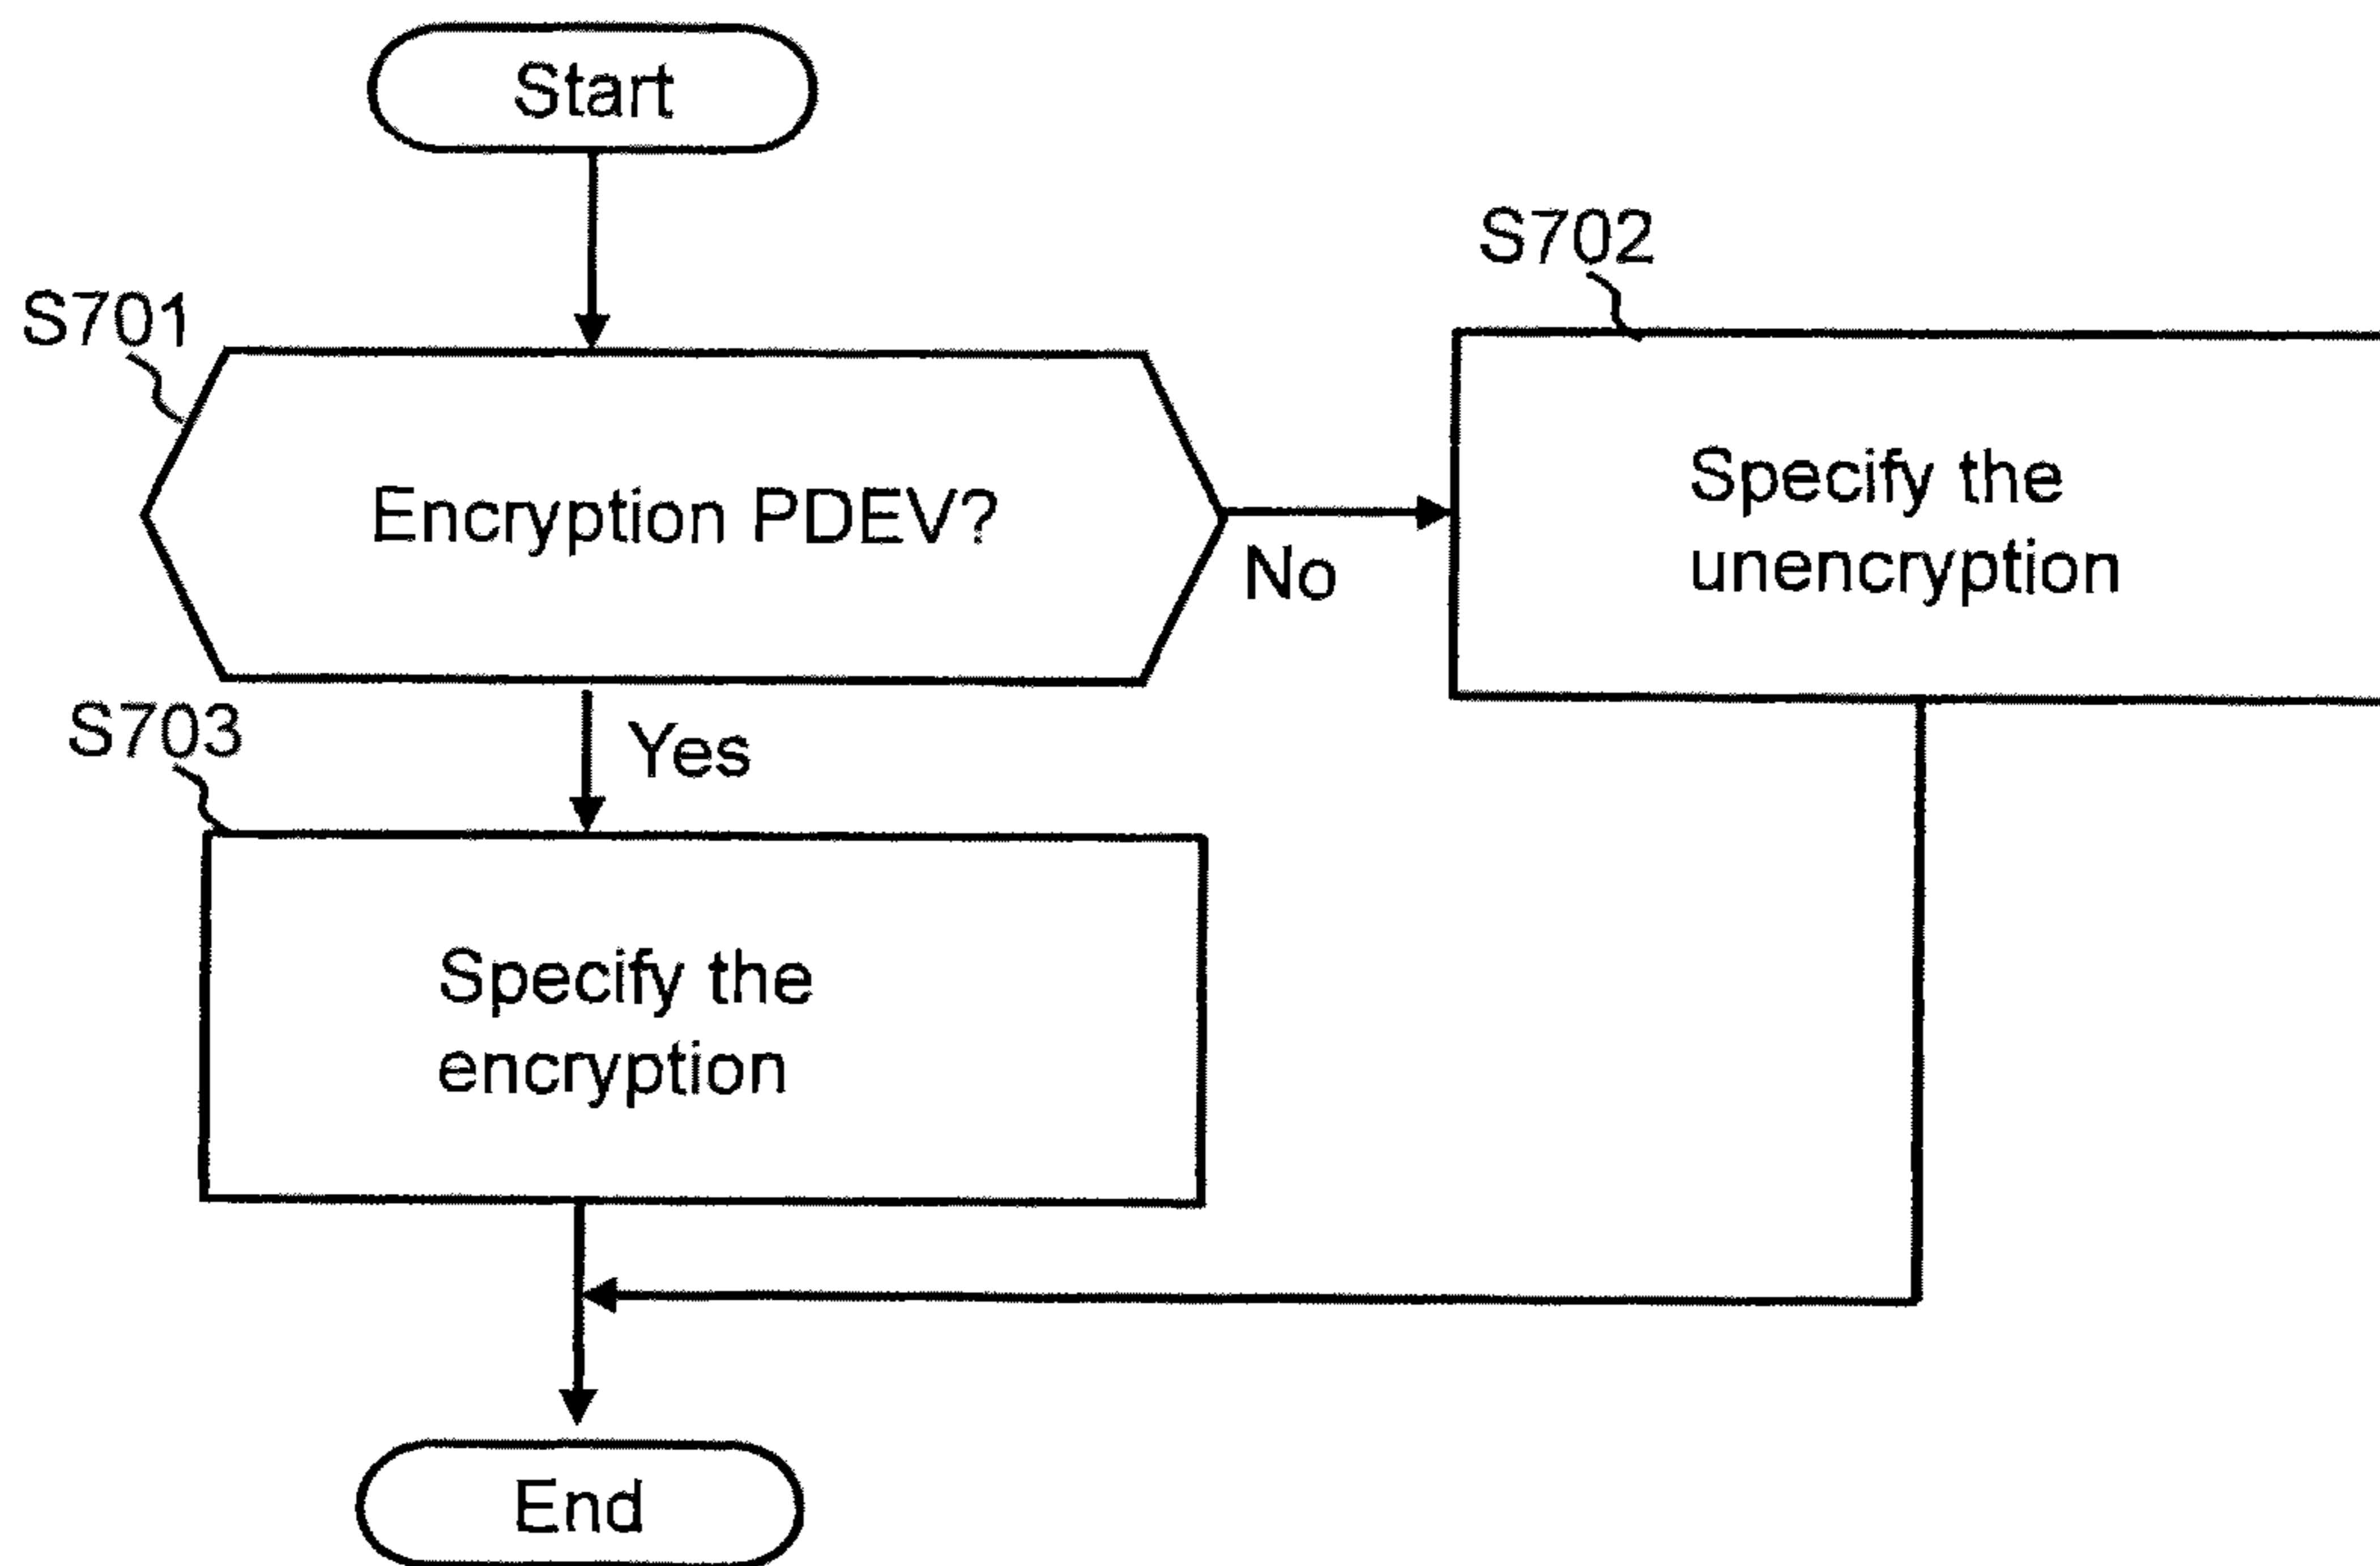 Start
S701
Encryption PDEV?
No
S702
Specify the
unencryption
S703
Yes
Specify the
encryption
End